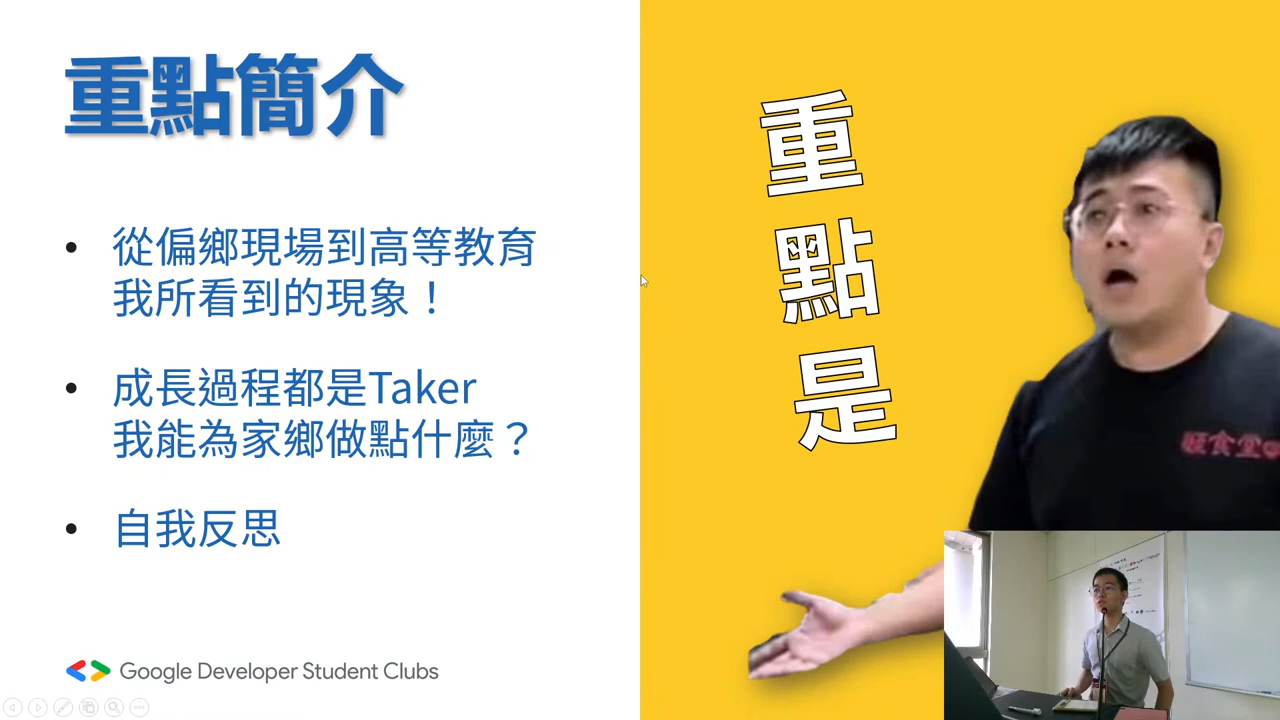 重點簡介
從偏鄉現場到高等教育
我所看到的現象！
成長過程都是Taker
我能為家鄉做點什麼？
自我反思
Google Developer Student Clubs
重
點
是